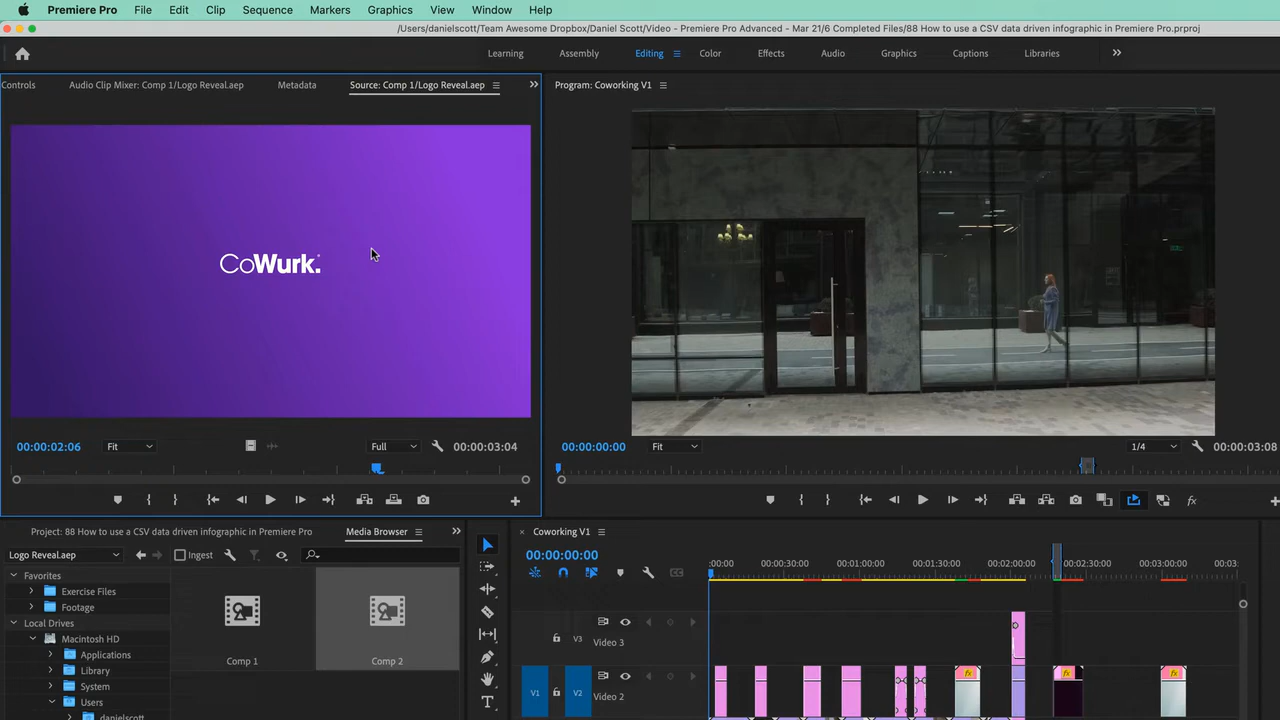 Premiere Pro File Edit Clip Sequence Markers Graphics View Window Help
/Users/danielscott/Team Awesome Dropbox/Daniel Scott/Video - Premiere Pro Advanced - Mar 21/6 Completed Files/88 How to use a CSV data driven infographic in Premiere Pro.prproj
Learning Assembly Editing Color Effects Audio Graphics Captions Libraries
Controls Audio Clip Mixer: Comp 1/Logo Reveal.aep Metadata Source: Comp 1/Logo Reveal.aep
Program: Coworking V1
CoWurk.
00:00:02:06 Fit Full 00:00:03:04
00:00:00:00 Fit 1/4 00:00:03:08
Project: 88 How to use a CSV data driven infographic in Premiere Pro Media Browser
Coworking V1
Logo Reveal.aep Ingest
00:00:00:00
:00:00 00:00:30:00 00:01:00:00 00:01:30:00 00:02:00:00 00:02:30:00 00:03:00:00 00:03:
Favorites
Exercise Files
Footage
Local Drives
Macintosh HD
Applications
Library
System
Users
danielscott
Comp 1 Comp 2
V3 Video 3
V1 V2 Video 2
fx fx fx